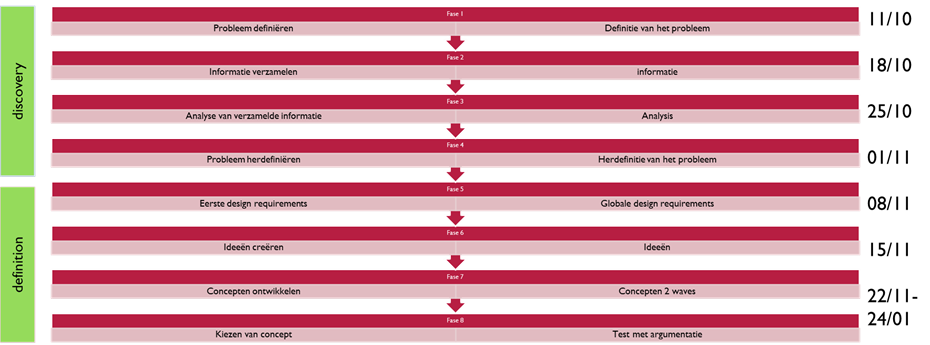 discovery
definition
Fase 1
Probleem definiëren
Definitie van het probleem
11/10
Fase 2
Informatie verzamelen
informatie
18/10
Fase 3
Analyse van verzamelde informatie
Analysis
25/10
Fase 4
Probleem herdefiniëren
Herdefinitie van het probleem
01/11
Fase 5
Eerste design requirements
Globale design requirements
08/11
Fase 6
Ideeën creëren
Ideeën
15/11
Fase 7
Concepten ontwikkelen
Concepten 2 waves
22/11-
24/01
Fase 8
Kiezen van concept
Test met argumentatie